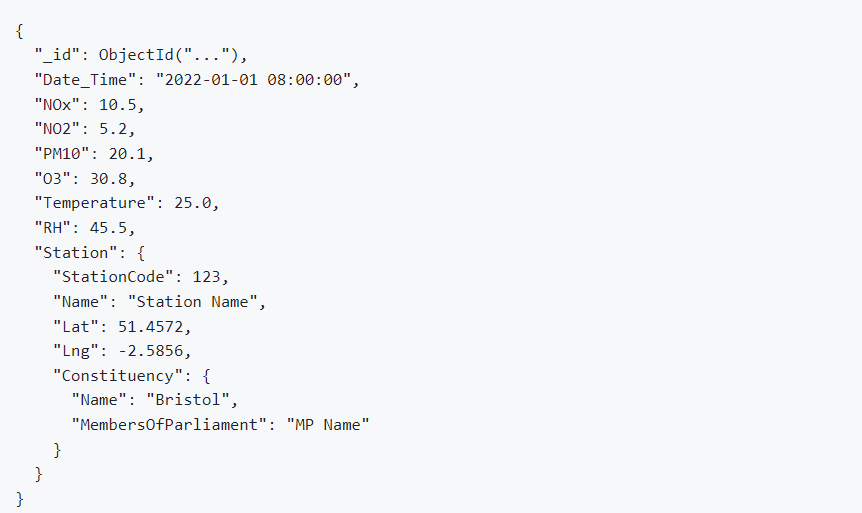 {
  "_id": ObjectId("..."),
  "Date_Time": "2022-01-01 08:00:00",
  "NOx": 10.5,
  "NO2": 5.2,
  "PM10": 20.1,
  "O3": 30.8,
  "Temperature": 25.0,
  "RH": 45.5,
  "Station": {
    "StationCode": 123,
    "Name": "Station Name",
    "Lat": 51.4572,
    "Lng": -2.5856,
    "Constituency": {
      "Name": "Bristol",
      "MembersOfParliament": "MP Name"
    }
  }
}